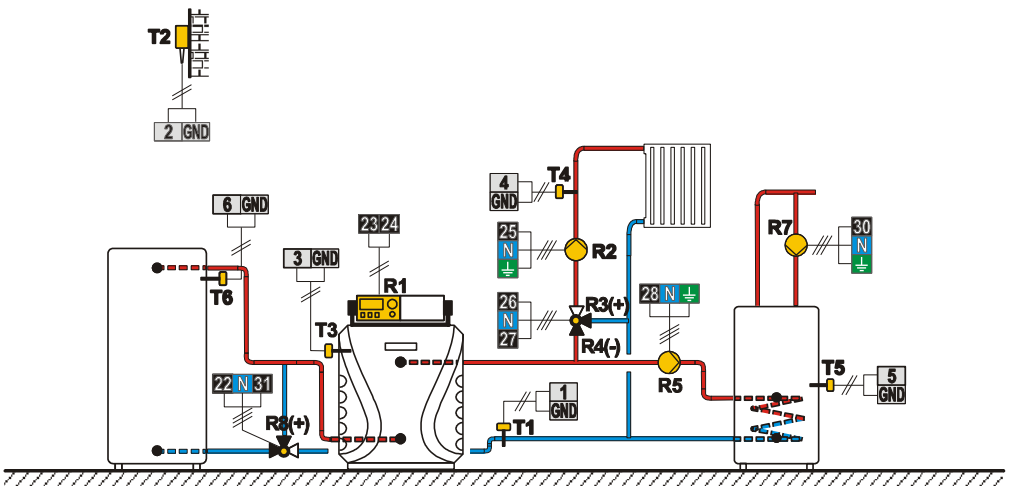 T2
2 GND
T4
4
GND
6 GND
23 24
25
N
R2
R7
30
N
3 GND
T6
R1
26
N
27
R3(+)
28 N
T3
R4(-)
R5
T5
5
GND
22 N 31
1
GND
R8(+)
T1